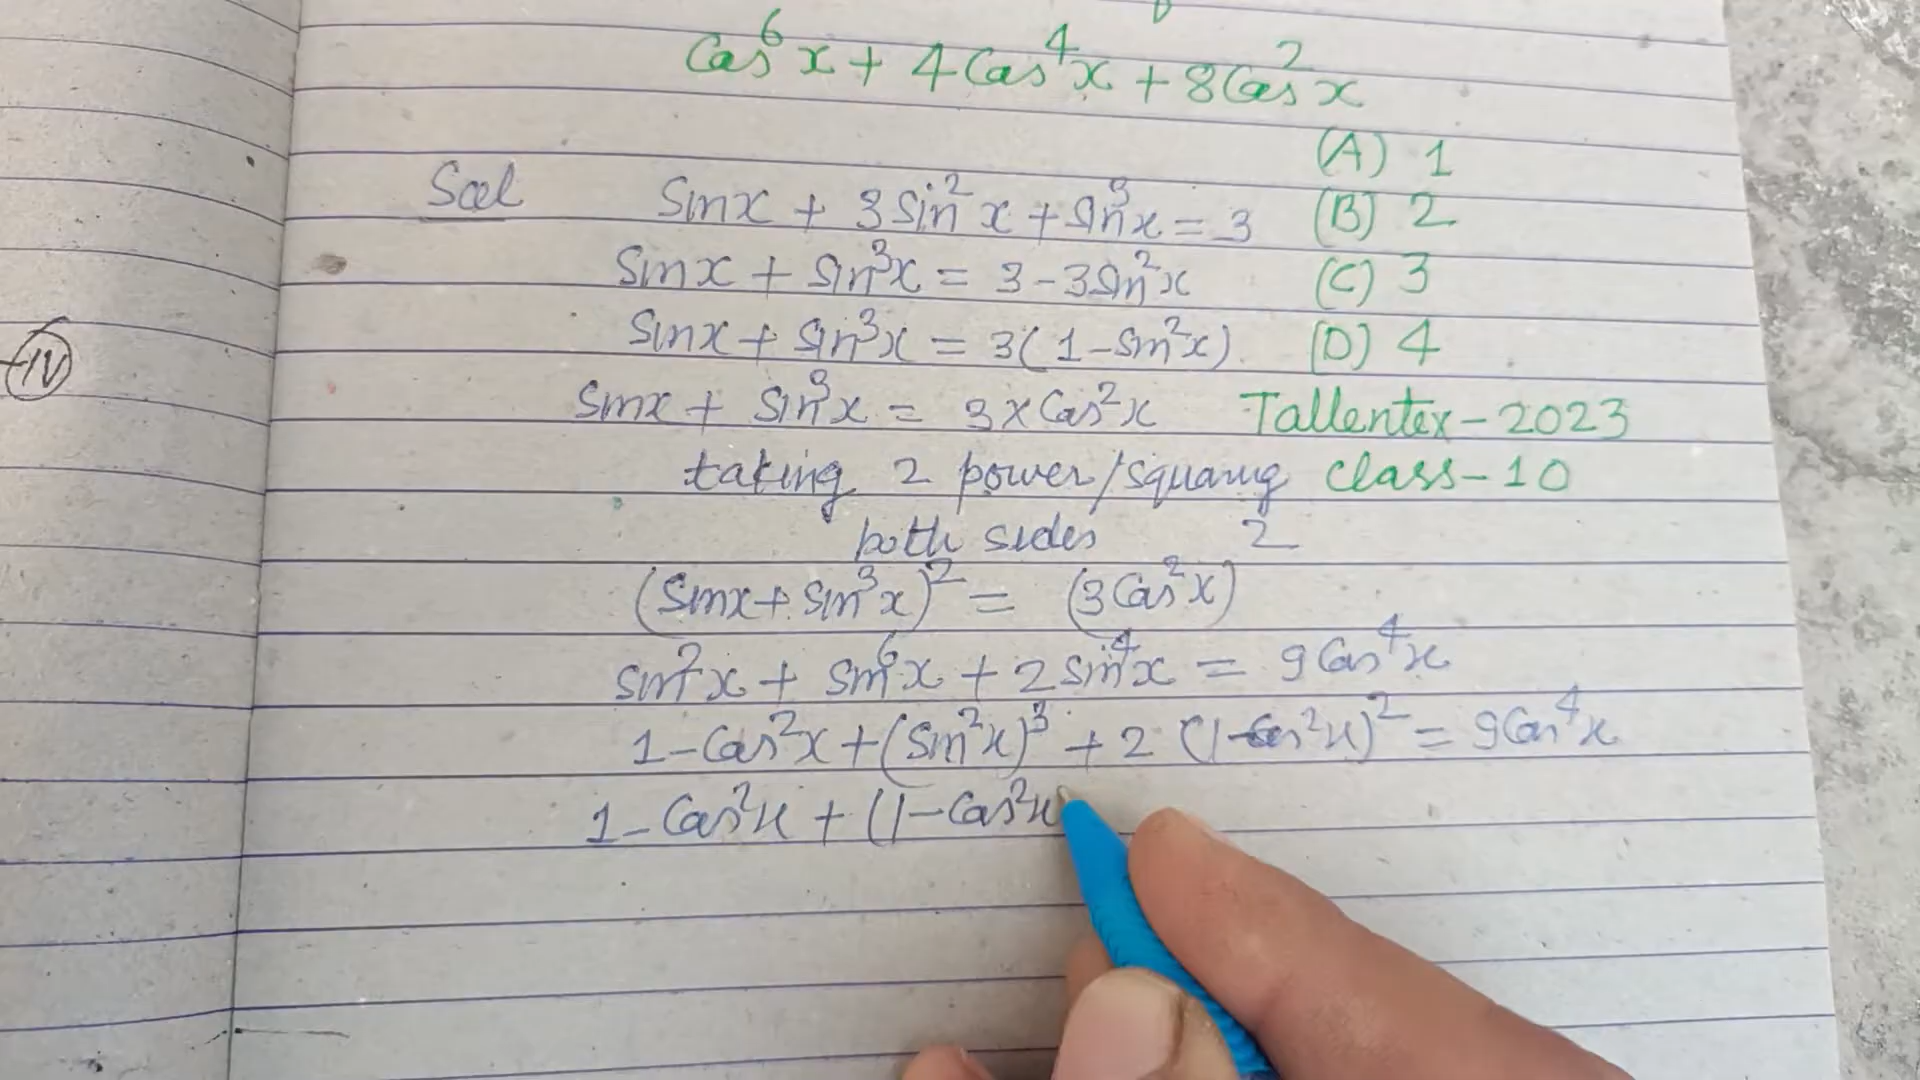 Cos⁶x + 4Cos⁴x + 8Cos²x
(A) 1
Sol Sinx + 3Sin²x + Sin³x = 3 (B) 2
Sinx + Sin³x = 3 - 3Sin²x (C) 3
Sinx + Sin³x = 3(1 - Sin²x) (D) 4
Sinx + Sin³x = 3 x Cos²x Tallentex - 2023
taking 2 power/squaring class - 10
both sides
(Sinx + Sin³x)² = (3Cos²x)²
Sin²x + Sin⁶x + 2Sin⁴x = 9Cos⁴x
1 - Cos²x + (Sin²x)³ + 2(1 - Cos²x)² = 9Cos⁴x
1 - Cos²x + (1 - Cos²x
IV